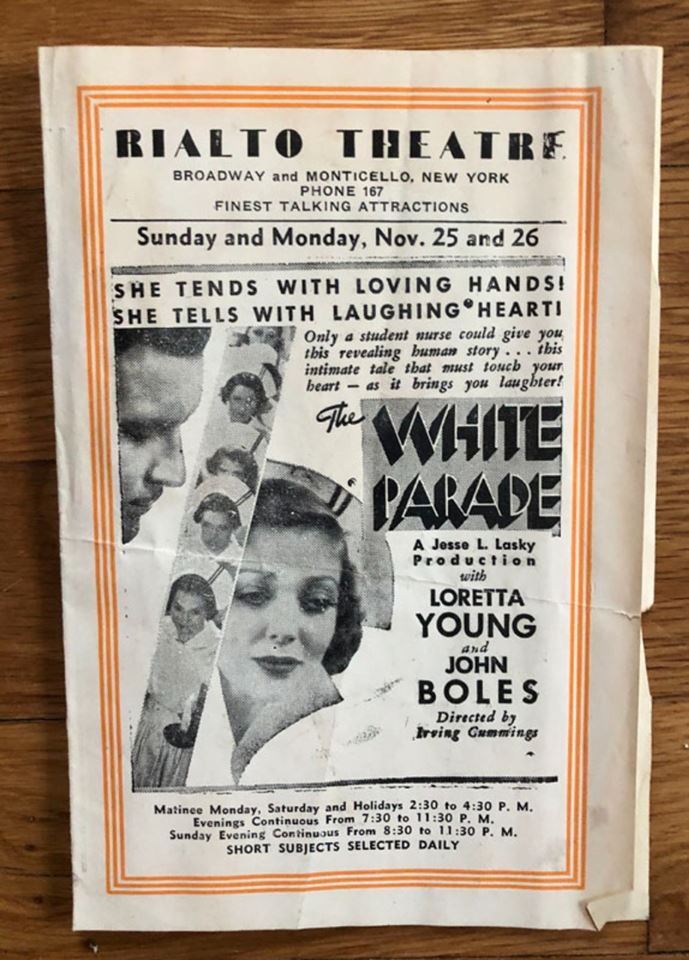 RIALTO THEATRE
BROADWAY and MONTICELLO, NEW YORK
PHONE 167
FINEST TALKING ATTRACTIONS
Sunday and Monday, Nov. 25 and 26
SHE TENDS WITH LOVING HANDS!
SHE TELLS WITH LAUGHING HEART!
Only a student nurse could give you
this revealing human story . . . this
intimate tale that must touch your
heart — as it brings you laughter!
The
WHITE
PARADE
A Jesse L. Lasky
Production
with
LORETTA
YOUNG
and
JOHN
BOLES
Directed by
Irving Cummings
Matinee Monday, Saturday and Holidays 2:30 to 4:30 P. M.
Evenings Continuous From 7:30 to 11:30 P. M.
Sunday Evening Continuous From 8:30 to 11:30 P. M.
SHORT SUBJECTS SELECTED DAILY